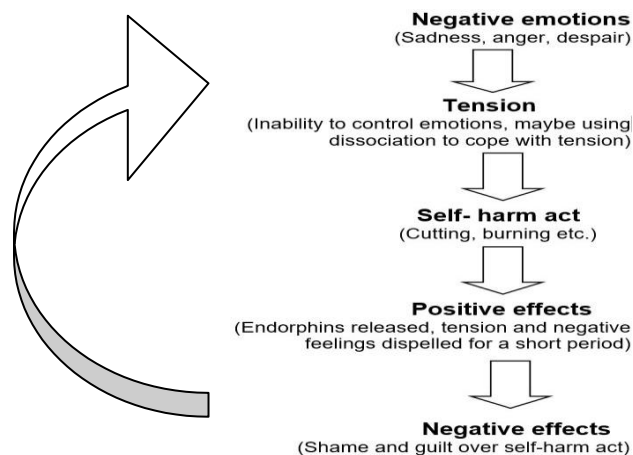 Negative emotions
(Sadness, anger, despair)
Tension
(Inability to control emotions, maybe using
dissociation to cope with tension)
Self- harm act
(Cutting, burning etc.)
Positive effects
(Endorphins released, tension and negative
feelings dispelled for a short period)
Negative effects
(Shame and guilt over self-harm act)